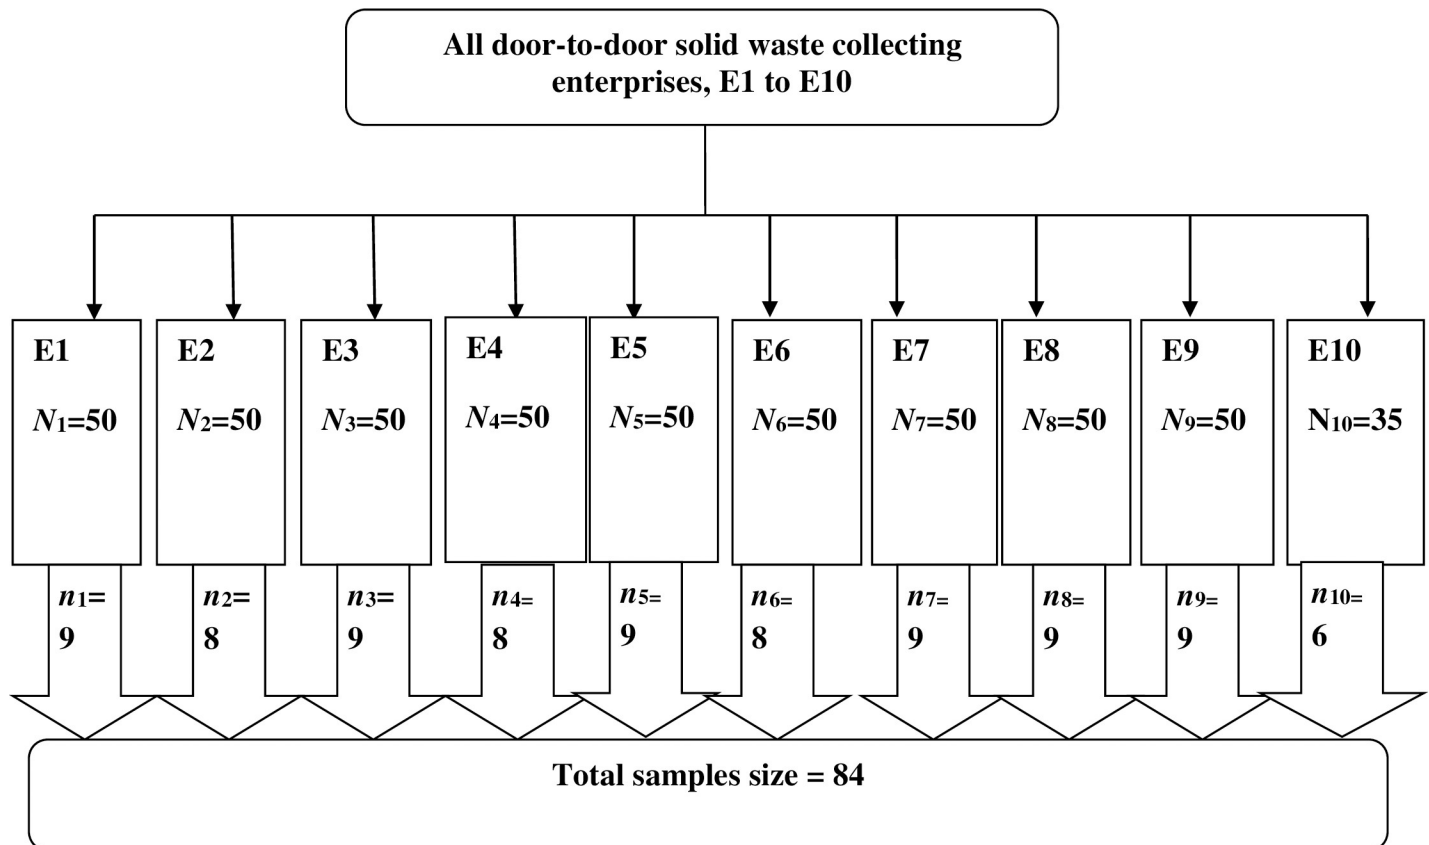 All door-to-door solid waste collecting
enterprises, E1 to E10
E1
E2
E3
E4
E5
E6
E7
E8
E9
E10
N1=50
N2=50
N3=50
N4=50
N5=50
N6=50
N7=50
N8=50
N9=50
N10=35
n1=
9
n2=
8
n3=
9
n4=
8
n5=
9
n6=
8
n7=
9
n8=
9
n9=
9
n10=
6
Total samples size = 84